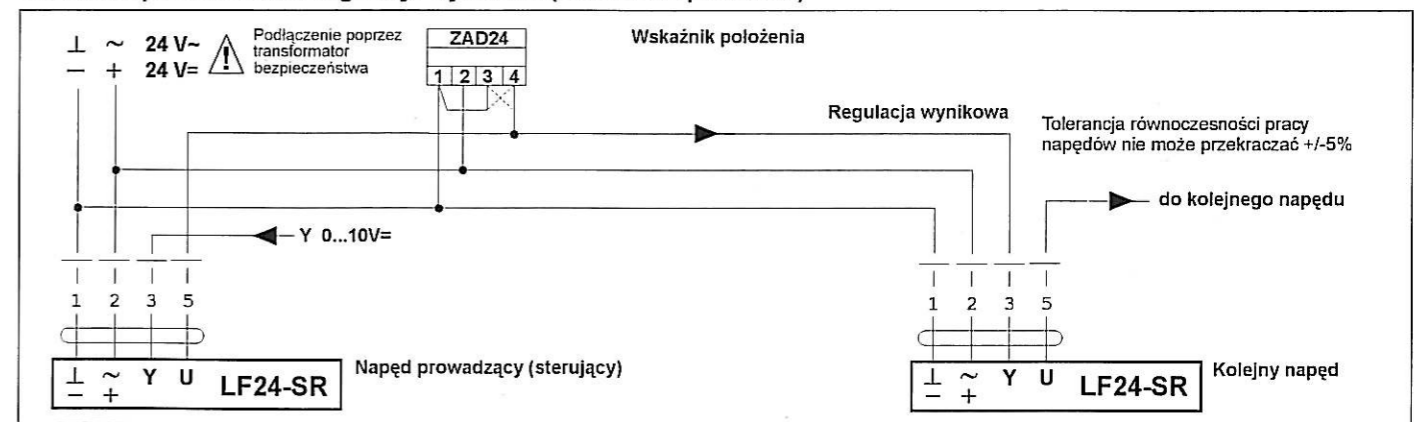 ⊥ ~ 24 V~
− + 24 V=
Podłączenie poprzez
transformator
bezpieczeństwa
ZAD24
1 2 3 4
Wskaźnik położenia
Regulacja wynikowa
Tolerancja równoczesności pracy
napędów nie może przekraczać +/-5%
do kolejnego napędu
Y 0...10V=
1 2 3 5
1 2 3 5
⊥ ~ Y U LF24-SR
− +
Napęd prowadzący (sterujący)
⊥ ~ Y U LF24-SR
− +
Kolejny napęd